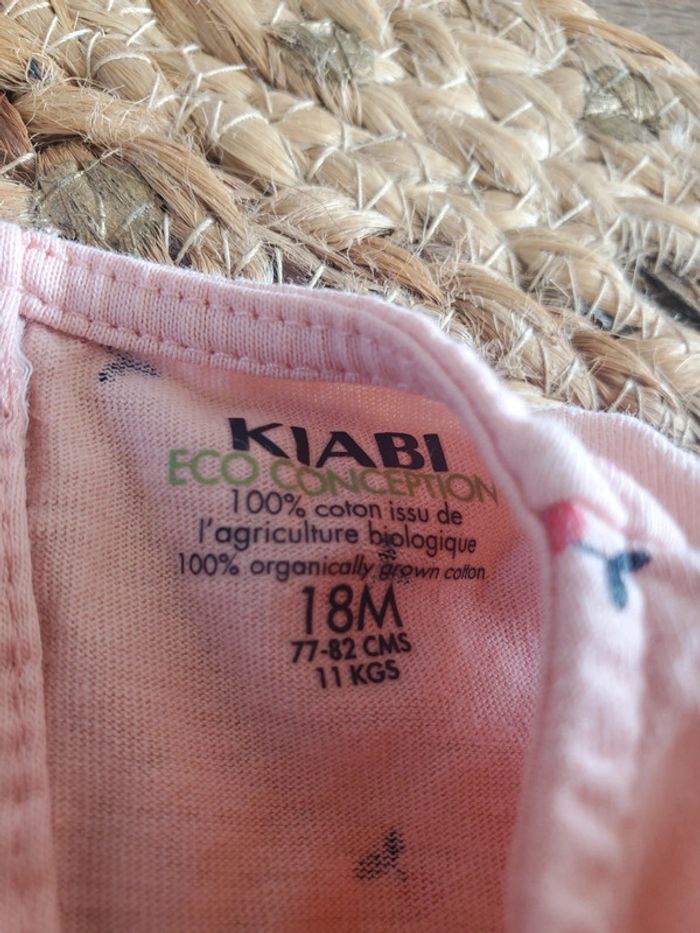 KIABI
ECO CONCEPTION
100% coton issu de
l'agriculture biologique
100% organically grown cotton
18M
77-82 CMS
11 KGS